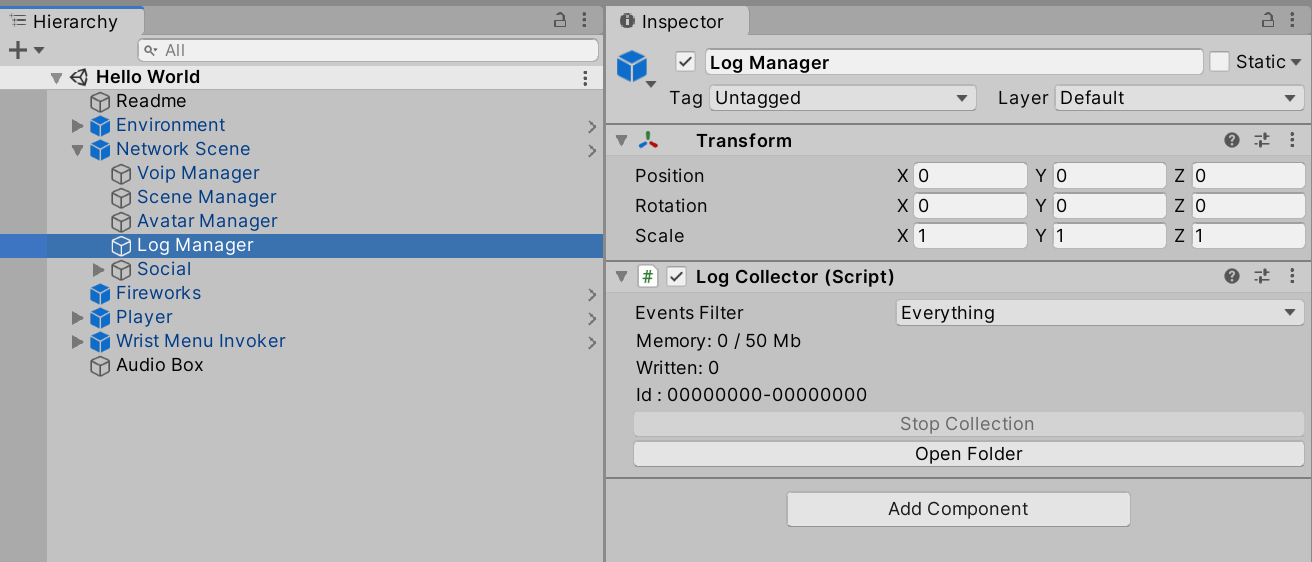 Hierarchy
All
Hello World
Readme
Environment
Network Scene
Voip Manager
Scene Manager
Avatar Manager
Log Manager
Social
Fireworks
Player
Wrist Menu Invoker
Audio Box
Inspector
Log Manager Static
Tag Untagged Layer Default
Transform
Position X 0 Y 0 Z 0
Rotation X 0 Y 0 Z 0
Scale X 1 Y 1 Z 1
# Log Collector (Script)
Events Filter Everything
Memory: 0 / 50 Mb
Written: 0
Id : 00000000-00000000
Stop Collection
Open Folder
Add Component